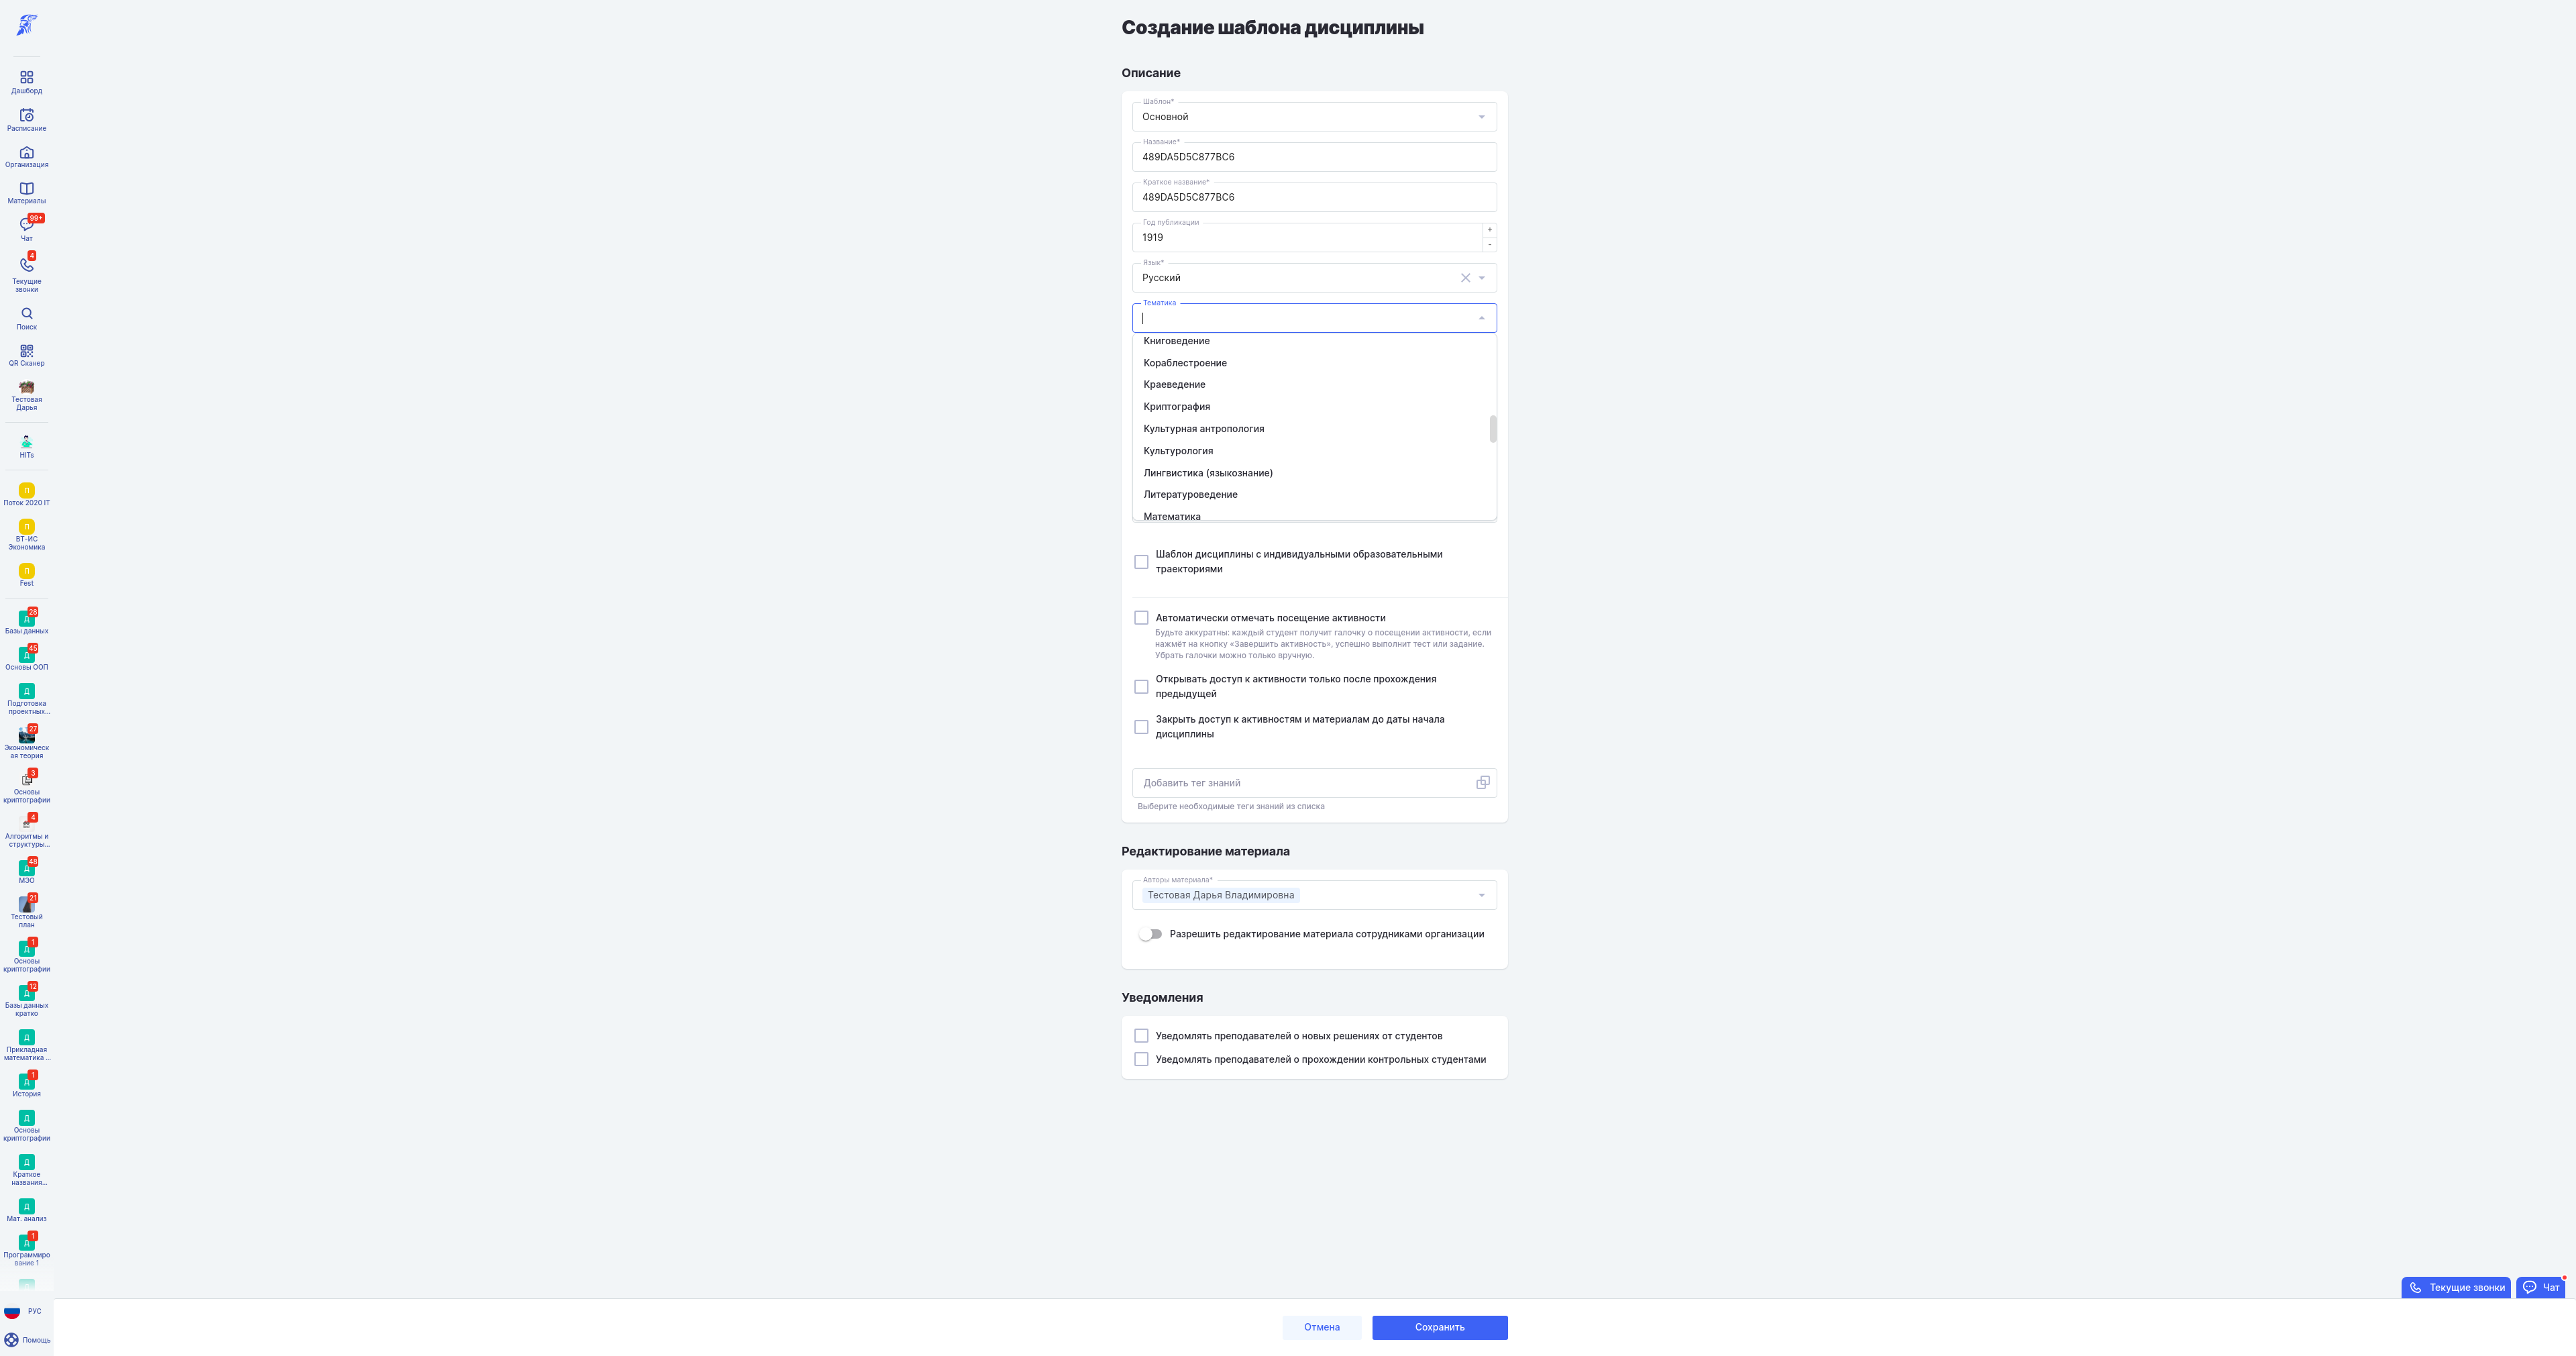 Дашборд
Расписание
Организация
Материалы
99+
Чат
4
Текущие
звонки
Поиск
QR Сканер
Тестовая
Дарья
HITs
П
Поток 2020 IT
П
ВТ-ИС
Экономика
П
Fest
28
Д
Базы данных
45
Д
Основы ООП
Д
Подготовка
проектных...
27
Экономическ
ая теория
3
Основы
криптографии
4
Алгоритмы и
структуры...
48
Д
МЭО
21
Тестовый
план
1
Д
Основы
криптографии
12
Д
Базы данных
кратко
Д
Прикладная
математика ...
1
Д
История
Д
Основы
криптографии
Д
Краткое
названия...
Д
Мат. анализ
1
Д
Программиро
вание 1
РУС
Помощь
Создание шаблона дисциплины
Описание
Шаблон*
Основной
Название*
489DA5D5C877BC6
Краткое название*
489DA5D5C877BC6
Год публикации
1919
+
-
Язык*
Русский
Тематика
Книговедение
Кораблестроение
Краеведение
Криптография
Культурная антропология
Культурология
Лингвистика (языкознание)
Литературоведение
Математика
Шаблон дисциплины с индивидуальными образовательными
траекториями
Автоматически отмечать посещение активности
Будьте аккуратны: каждый студент получит галочку о посещении активности, если
нажмёт на кнопку «Завершить активность», успешно выполнит тест или задание.
Убрать галочки можно только вручную.
Открывать доступ к активности только после прохождения
предыдущей
Закрыть доступ к активностям и материалам до даты начала
дисциплины
Добавить тег знаний
Выберите необходимые теги знаний из списка
Редактирование материала
Авторы материала*
Тестовая Дарья Владимировна
Разрешить редактирование материала сотрудниками организации
Уведомления
Уведомлять преподавателей о новых решениях от студентов
Уведомлять преподавателей о прохождении контрольных студентами
Текущие звонки
Чат
Отмена
Сохранить